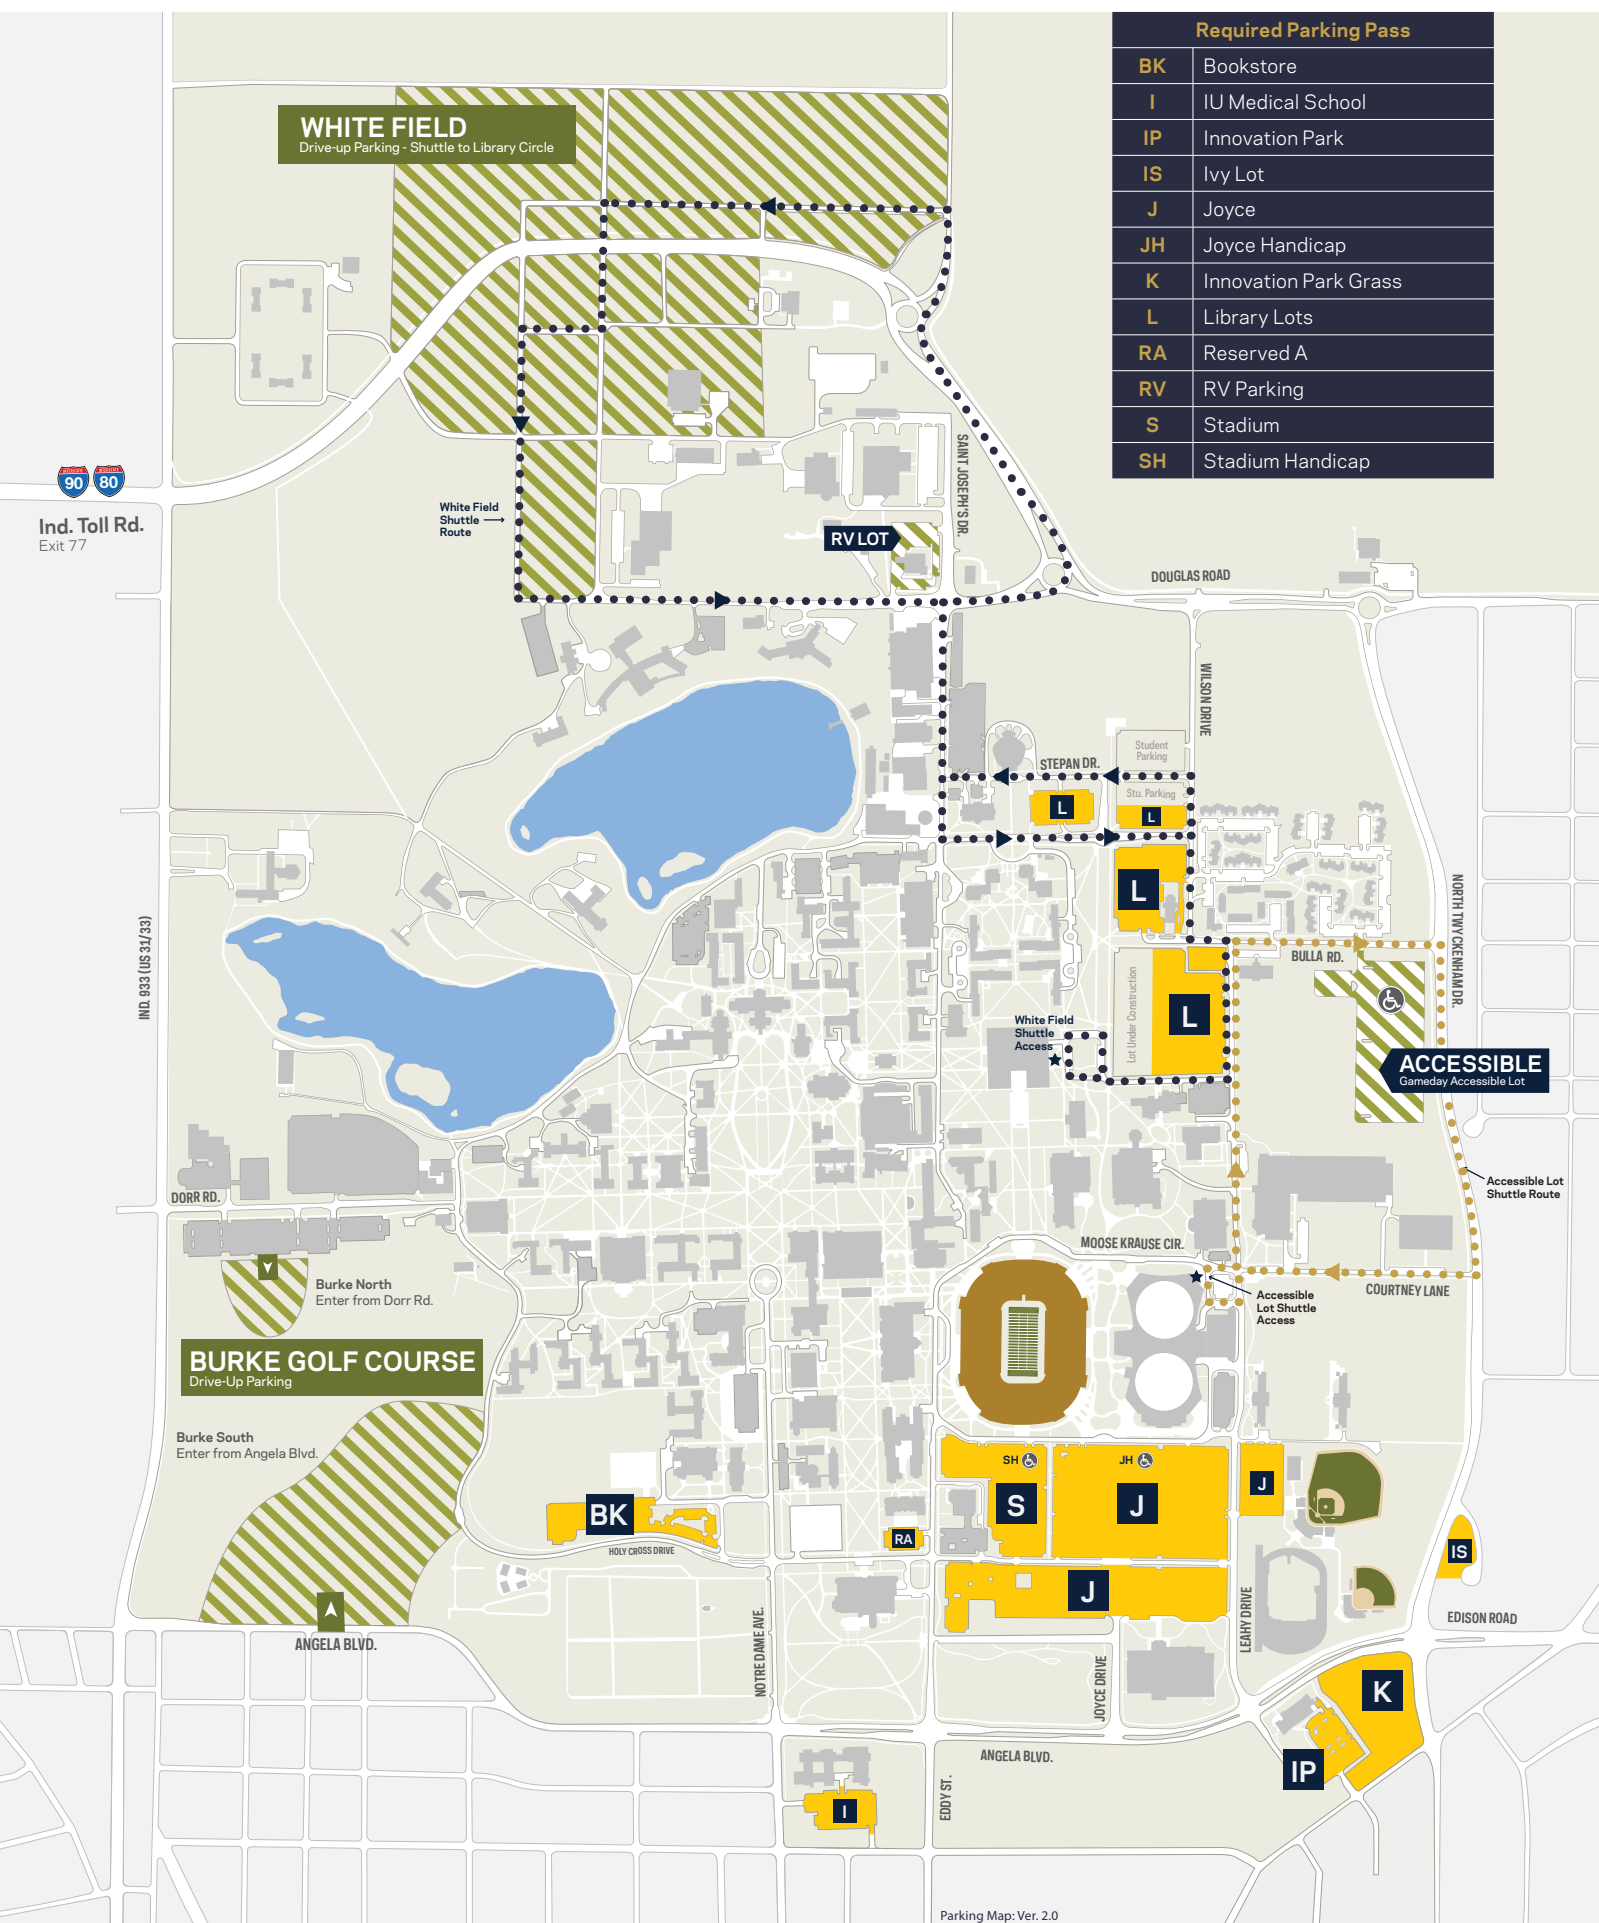 Required Parking Pass
BK Bookstore
I IU Medical School
IP Innovation Park
IS Ivy Lot
J Joyce
JH Joyce Handicap
K Innovation Park Grass
L Library Lots
RA Reserved A
RV RV Parking
S Stadium
SH Stadium Handicap
WHITE FIELD
Drive-up Parking - Shuttle to Library Circle
90 80
Ind. Toll Rd.
Exit 77
White Field
Shuttle
Route
SAINT JOSEPH'S DR.
RV LOT
DOUGLAS ROAD
WILSON DRIVE
Student
Parking
STEPAN DR.
Stu. Parking
L
L
L
NORTH TWYCKENHAM DR.
IND. 933 (US 31/33)
BULLA RD.
Lot Under Construction
L
White Field
Shuttle
Access
ACCESSIBLE
Gameday Accessible Lot
Accessible Lot
Shuttle Route
DORR RD.
MOOSE KRAUSE CIR.
COURTNEY LANE
Accessible
Lot Shuttle
Access
Burke North
Enter from Dorr Rd.
BURKE GOLF COURSE
Drive-Up Parking
Burke South
Enter from Angela Blvd.
SH
JH
S
J
J
BK
RA
HOLY CROSS DRIVE
IS
J
LEAHY DRIVE
EDISON ROAD
ANGELA BLVD.
NOTRE DAME AVE.
JOYCE DRIVE
K
IP
ANGELA BLVD.
EDDY ST.
I
Parking Map: Ver. 2.0